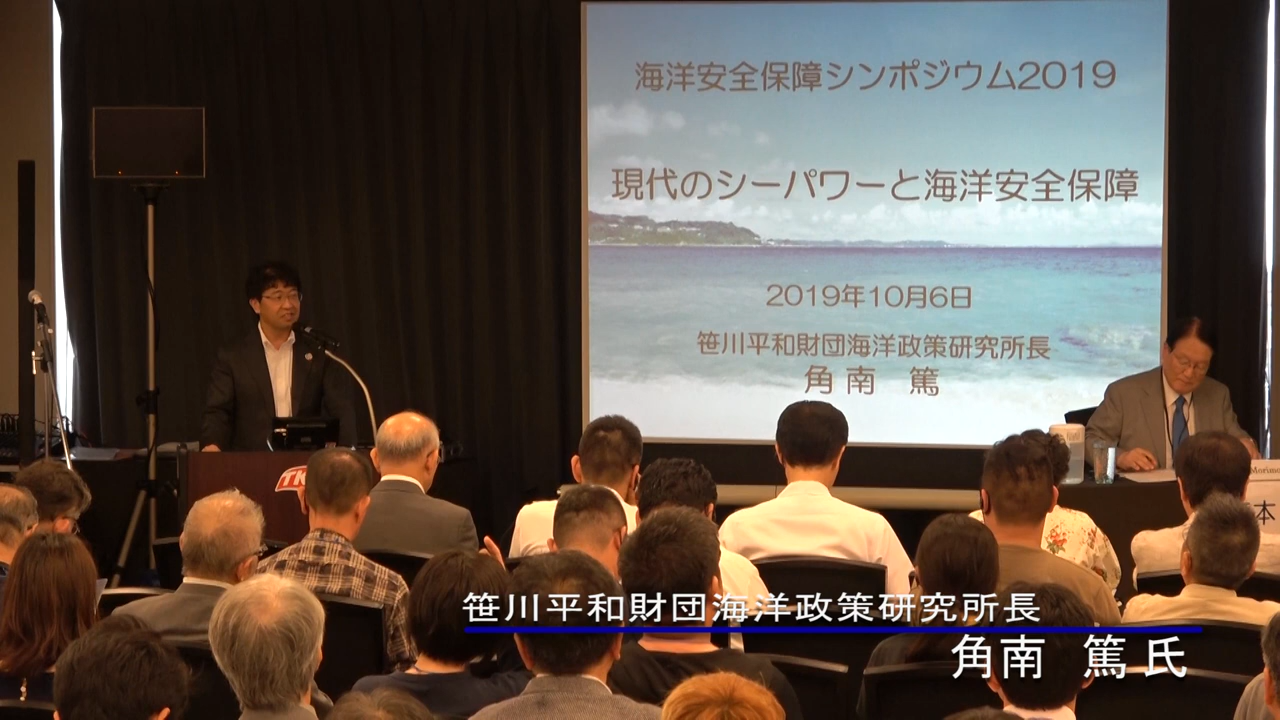 海洋安全保障シンポジウム2019
現代のシーパワーと海洋安全保障
2019年10月6日
笹川平和財団海洋政策研究所長
角南 篤
TK
本
笹川平和財団海洋政策研究所長
角南 篤 氏